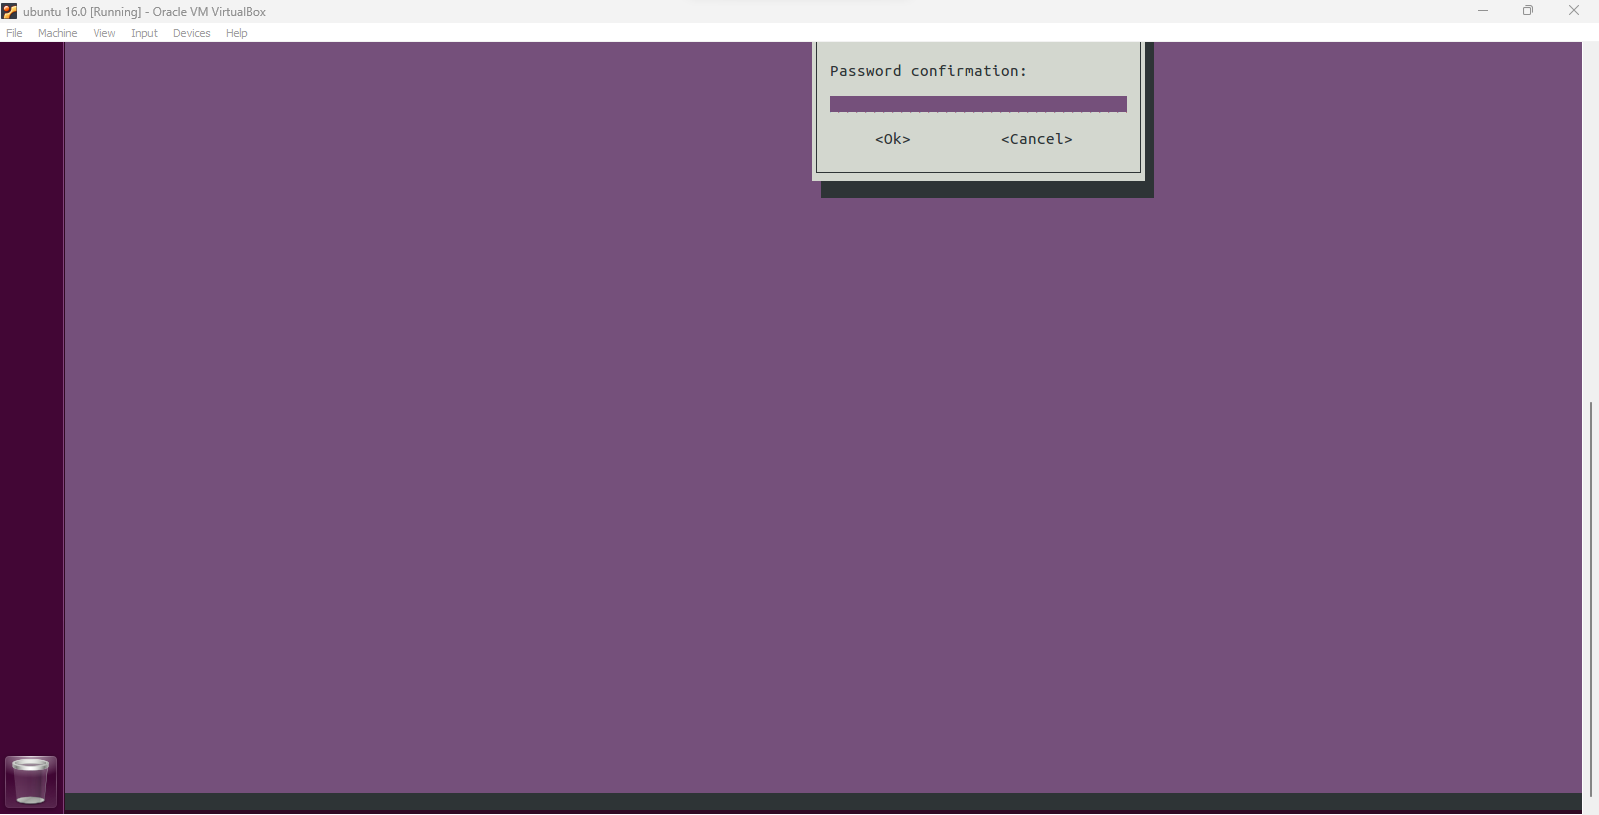 ubuntu 16.0 [Running] - Oracle VM VirtualBox
File Machine View Input Devices Help
Password confirmation:
<Ok> <Cancel>